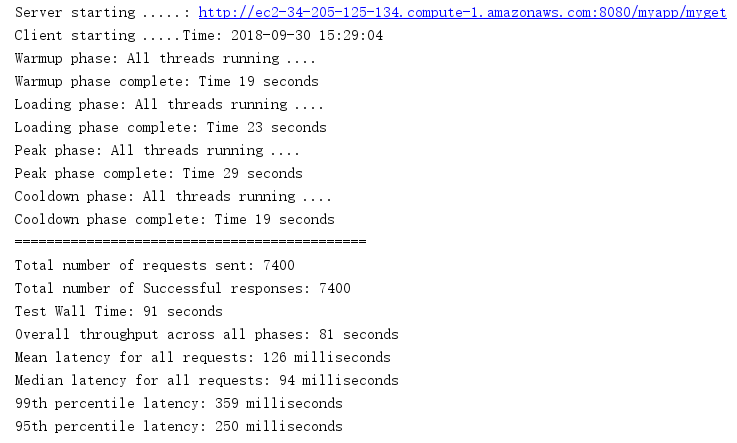 Server starting .....: http://ec2-34-205-125-134.compute-1.amazonaws.com:8080/myapp/myget
Client starting .....Time: 2018-09-30 15:29:04
Warmup phase: All threads running ....
Warmup phase complete: Time 19 seconds
Loading phase: All threads running ....
Loading phase complete: Time 23 seconds
Peak phase: All threads running ....
Peak phase complete: Time 29 seconds
Cooldown phase: All threads running ....
Cooldown phase complete: Time 19 seconds
============================================
Total number of requests sent: 7400
Total number of Successful responses: 7400
Test Wall Time: 91 seconds
Overall throughput across all phases: 81 seconds
Mean latency for all requests: 126 milliseconds
Median latency for all requests: 94 milliseconds
99th percentile latency: 359 milliseconds
95th percentile latency: 250 milliseconds